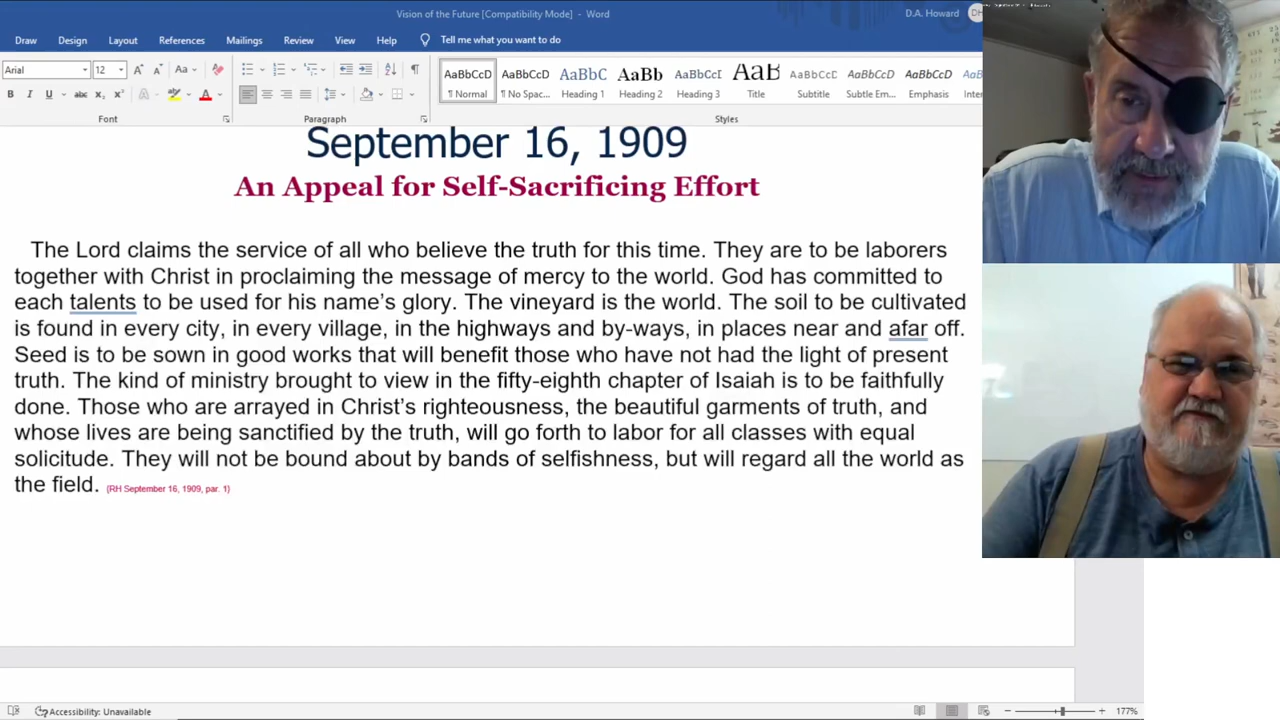 Vision of the Future [Compatibility Mode] - Word
D.A. Howard
DH
Draw Design Layout References Mailings Review View Help Tell me what you want to do
Arial 12 Aa
AaBbCcD AaBbCcD AaBbC AaBb AaBbCcI AaB AaBbCcD AaBbCcD AaBbCcD AaBb
¶ Normal ¶ No Spac... Heading 1 Heading 2 Heading 3 Title Subtitle Subtle Em... Emphasis Inte
B I U abc x₂ x² A A
Font Paragraph Styles
September 16, 1909
An Appeal for Self-Sacrificing Effort
The Lord claims the service of all who believe the truth for this time. They are to be laborers
together with Christ in proclaiming the message of mercy to the world. God has committed to
each talents to be used for his name’s glory. The vineyard is the world. The soil to be cultivated
is found in every city, in every village, in the highways and by-ways, in places near and afar off.
Seed is to be sown in good works that will benefit those who have not had the light of present
truth. The kind of ministry brought to view in the fifty-eighth chapter of Isaiah is to be faithfully
done. Those who are arrayed in Christ’s righteousness, the beautiful garments of truth, and
whose lives are being sanctified by the truth, will go forth to labor for all classes with equal
solicitude. They will not be bound about by bands of selfishness, but will regard all the world as
the field. (RH September 16, 1909, par. 1)
Accessibility: Unavailable
177%